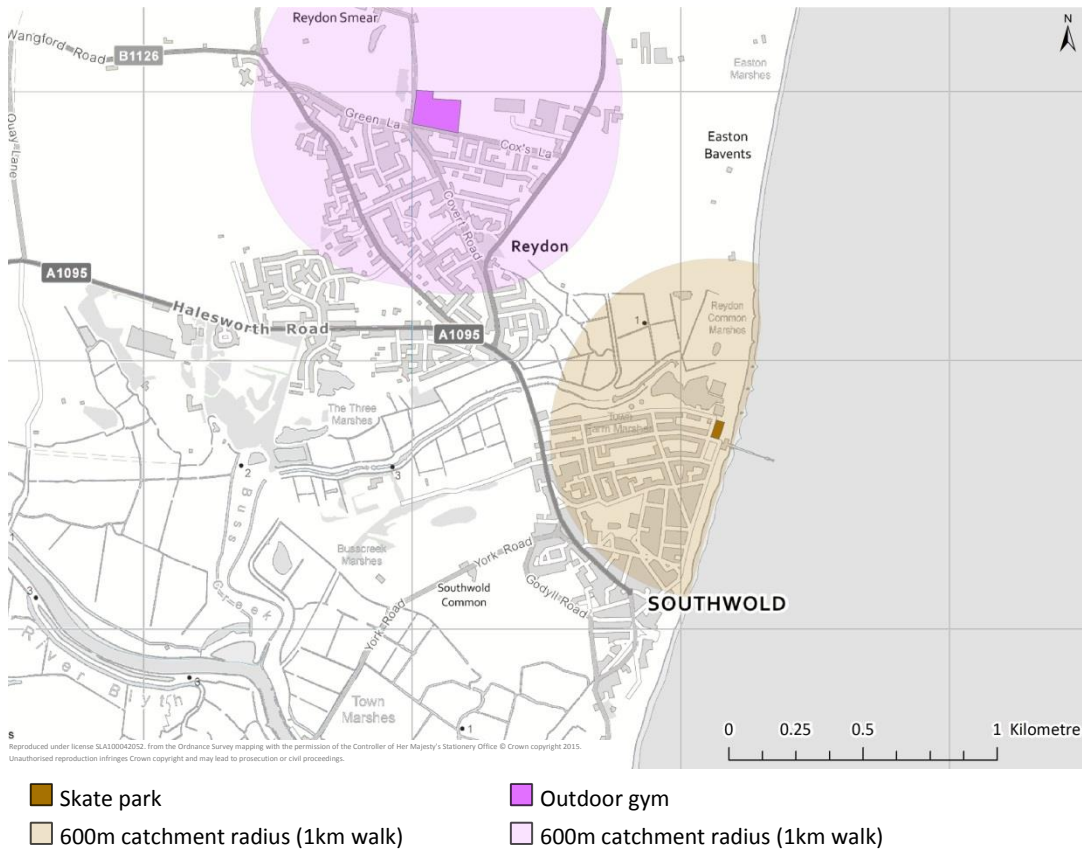 Reydon Smear
N
Wangford Road
B1126
Easton
Marshes
Quay Lane
Green La
Cox's La
Easton
Bavents
Covert Road
Reydon
A1095
Halesworth Road
A1095
Reydon
Common
Marshes
1
The Three
Marshes
Town
Farm Marshes
2
3
Buss Creek
Busscreek
Marshes
York Road
Southwold
Common
Godyll Road
SOUTHWOLD
1
3
York Road
River Blyth
3
Town
Marshes
1
0 0.25 0.5 1 Kilometre
s
Reproduced under license SLA100042052. from the Ordnance Survey mapping with the permission of the Controller of Her Majesty's Stationery Office © Crown copyright 2015.
Unauthorised reproduction infringes Crown copyright and may lead to prosecution or civil proceedings.
Skate park
Outdoor gym
600m catchment radius (1km walk)
600m catchment radius (1km walk)